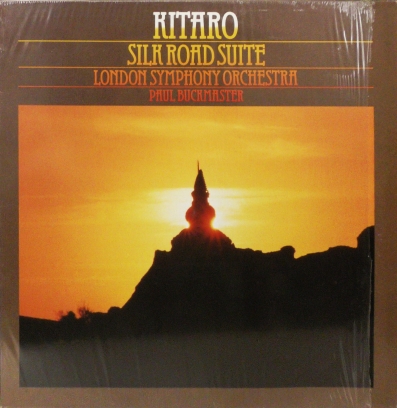 KITARO
SILK ROAD SUITE
LONDON SYMPHONY ORCHESTRA
PAUL BUCKMASTER